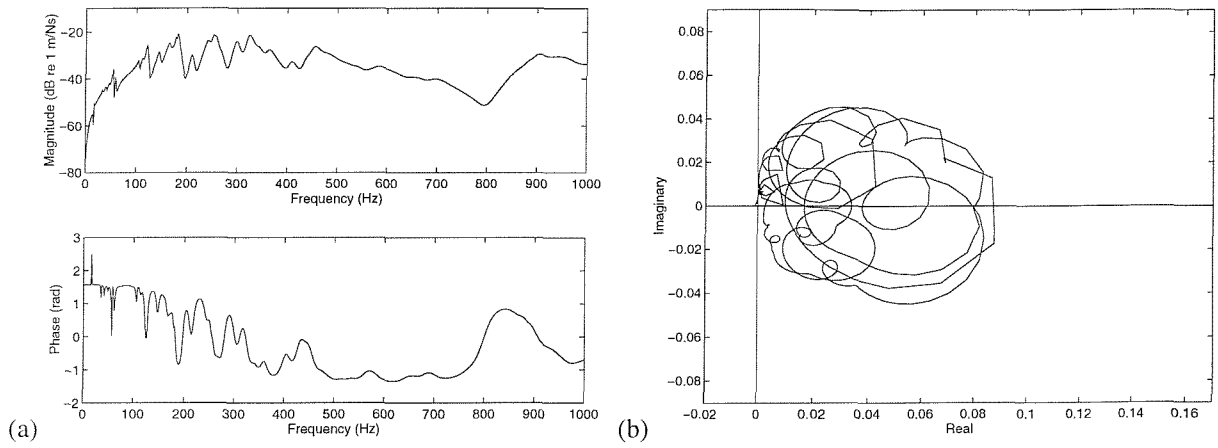 Magnitude (dB re 1 m/Ns)
−20
−40
−60
−80
0 100 200 300 400 500 600 700 800 900 1000
Frequency (Hz)
Phase (rad)
3
2
1
0
−1
−2
0 100 200 300 400 500 600 700 800 900 1000
Frequency (Hz)
(a)
Imaginary
0.08
0.06
0.04
0.02
0
−0.02
−0.04
−0.06
−0.08
−0.02 0 0.02 0.04 0.06 0.08 0.1 0.12 0.14 0.16
Real
(b)